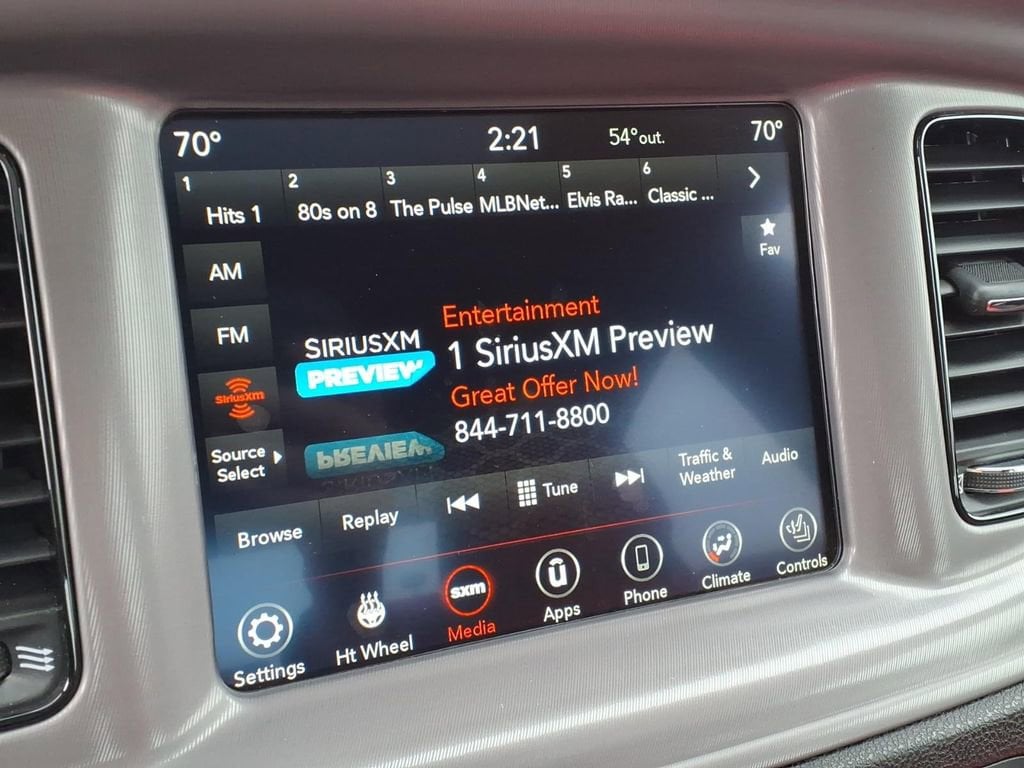 70° 2:21 54°out. 70°
1 2 3 4 5 6
Hits 1 80s on 8 The Pulse MLBNet... Elvis Ra... Classic ...
Fav
AM
FM
SiriusXM
Source
Select
SIRIUSXM
PREVIEW
Entertainment
1 SiriusXM Preview
Great Offer Now!
844-711-8800
Browse Replay Tune Traffic &
Weather Audio
Settings Ht Wheel sxm
Media û
Apps Phone Climate Controls